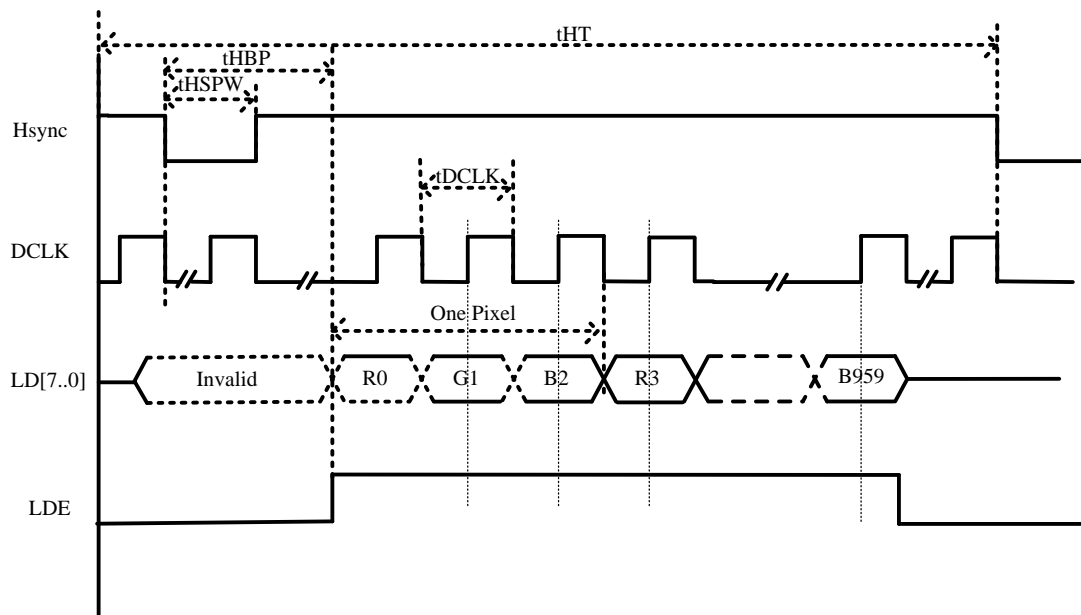 tHT
tHBP
tHSPW
Hsync
tDCLK
DCLK
One Pixel
LD[7..0]
Invalid
R0
G1
B2
R3
B959
LDE